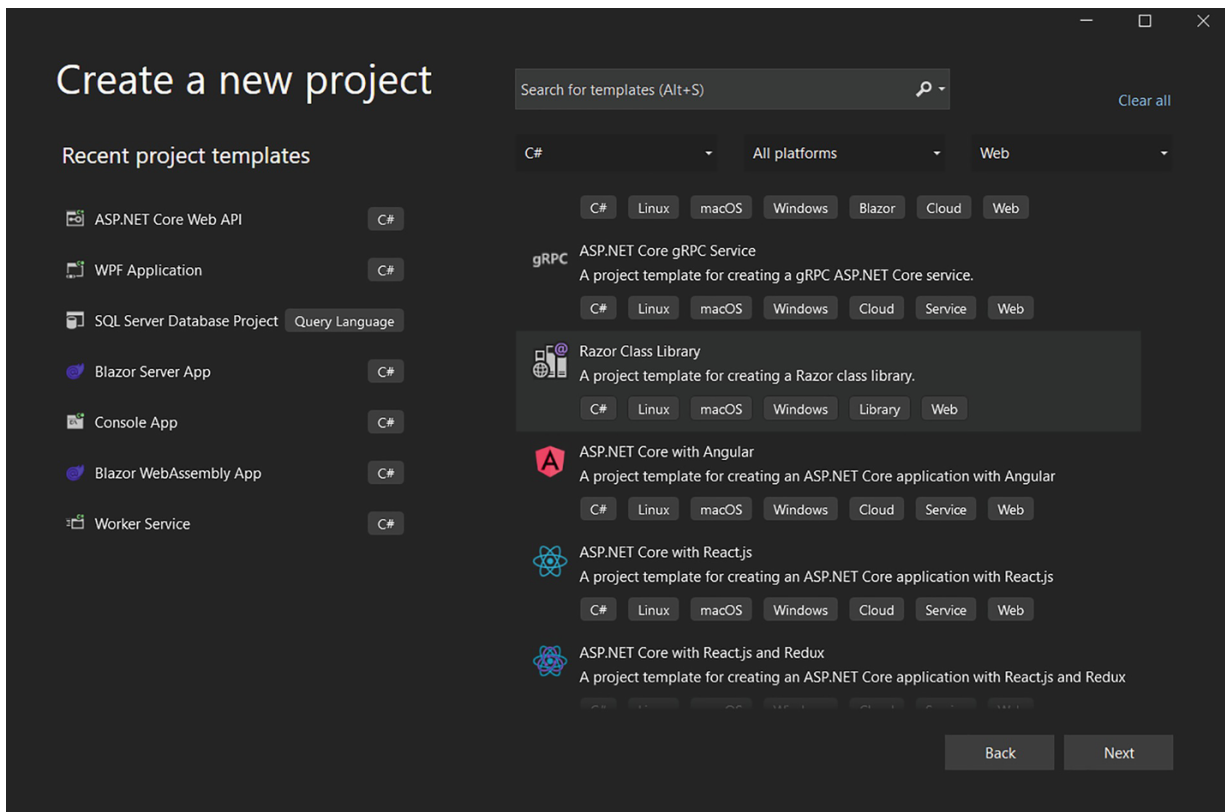 Create a new project
Search for templates (Alt+S)
Clear all
Recent project templates
C#
All platforms
Web
ASP.NET Core Web API C#
WPF Application C#
SQL Server Database Project Query Language
Blazor Server App C#
Console App C#
Blazor WebAssembly App C#
Worker Service C#
C# Linux macOS Windows Blazor Cloud Web
gRPC
ASP.NET Core gRPC Service
A project template for creating a gRPC ASP.NET Core service.
C# Linux macOS Windows Cloud Service Web
Razor Class Library
A project template for creating a Razor class library.
C# Linux macOS Windows Library Web
ASP.NET Core with Angular
A project template for creating an ASP.NET Core application with Angular
C# Linux macOS Windows Cloud Service Web
ASP.NET Core with React.js
A project template for creating an ASP.NET Core application with React.js
C# Linux macOS Windows Cloud Service Web
ASP.NET Core with React.js and Redux
A project template for creating an ASP.NET Core application with React.js and Redux
Back
Next